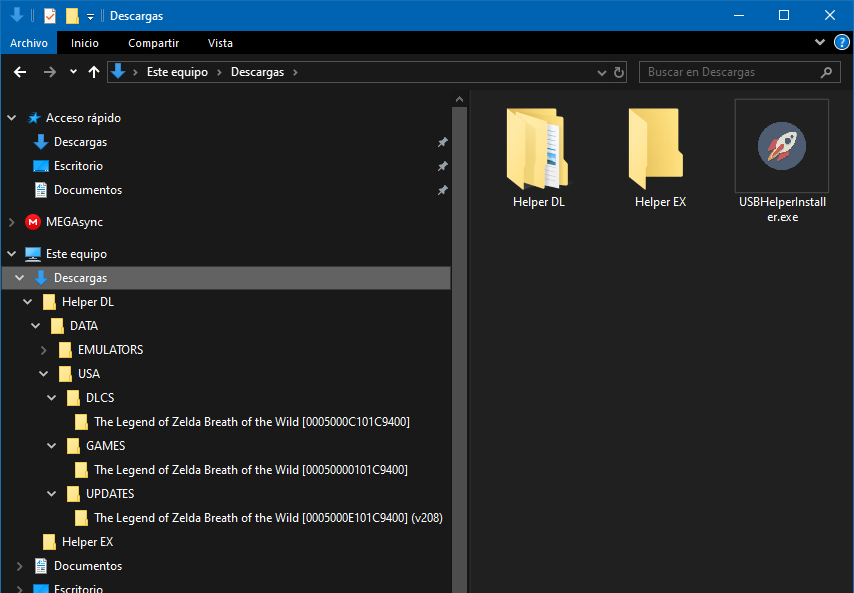 Descargas
Archivo
Inicio
Compartir
Vista
?
Este equipo
Descargas
Buscar en Descargas
Acceso rápido
Descargas
Escritorio
Documentos
M
MEGAsync
Este equipo
Descargas
Helper DL
DATA
EMULATORS
USA
DLCS
The Legend of Zelda Breath of the Wild [0005000C101C9400]
GAMES
The Legend of Zelda Breath of the Wild [00050000101C9400]
UPDATES
The Legend of Zelda Breath of the Wild [0005000E101C9400] (v208)
Helper EX
Documentos
Escritorio
Helper DL
Helper EX
USBHelperInstall
er.exe